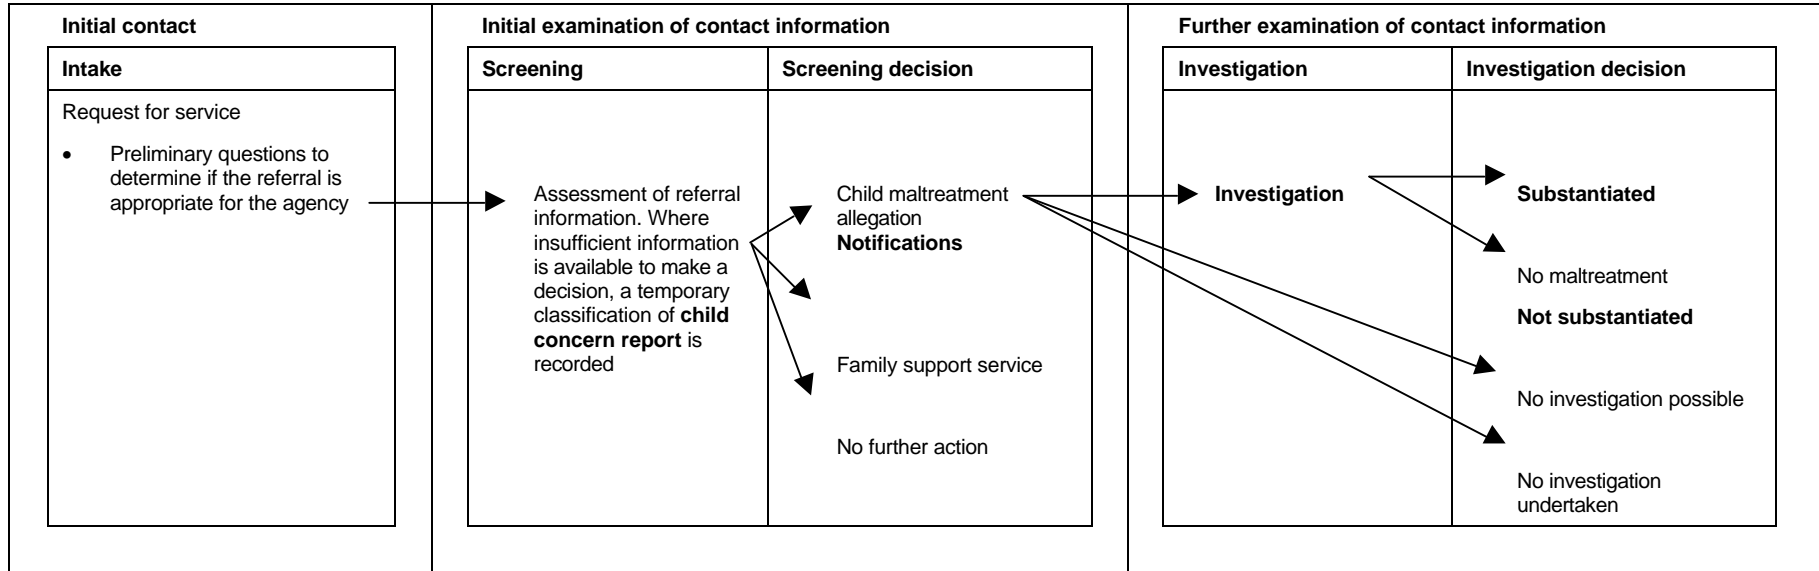 Initial contact
Intake
Request for service
• Preliminary questions to
determine if the referral is
appropriate for the agency
Initial examination of contact information
Screening
Assessment of referral
information. Where
insufficient information
is available to make a
decision, a temporary
classification of child
concern report is
recorded
Screening decision
Child maltreatment
allegation
Notifications
Family support service
No further action
Further examination of contact information
Investigation
Investigation
Investigation decision
Substantiated
No maltreatment
Not substantiated
No investigation possible
No investigation
undertaken